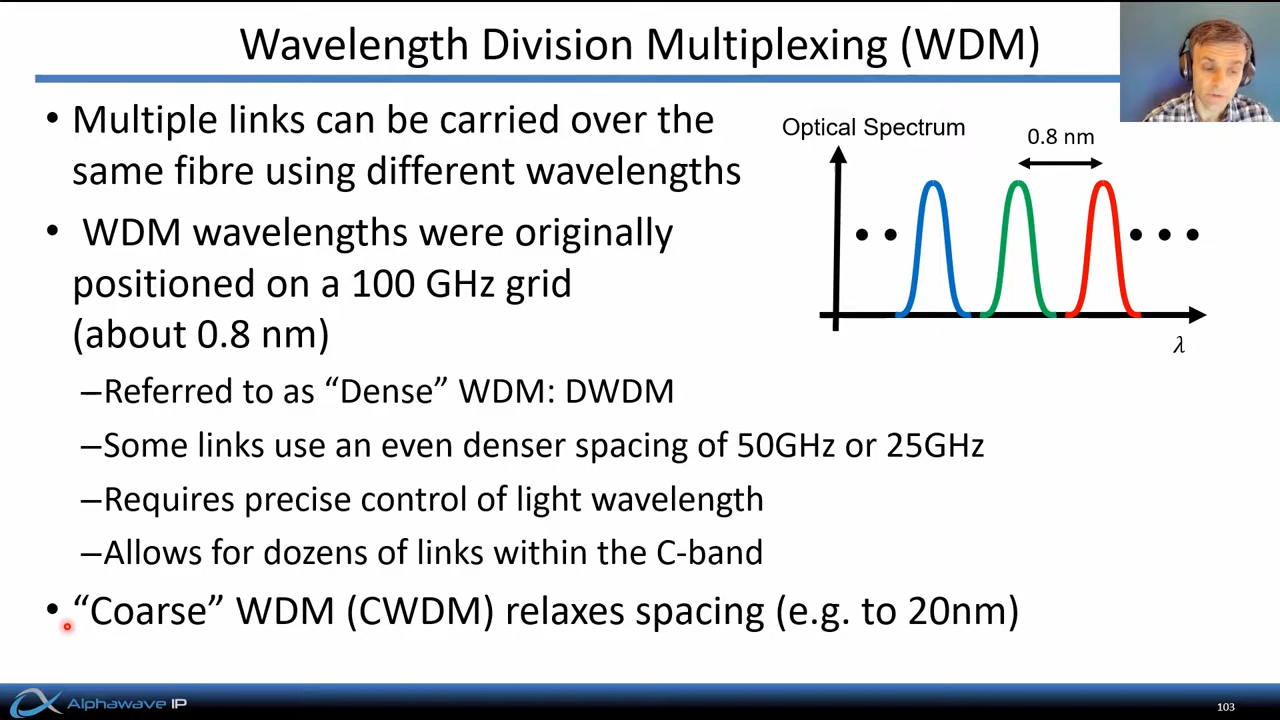 Wavelength Division Multiplexing (WDM)
• Multiple links can be carried over the
same fibre using different wavelengths
• WDM wavelengths were originally
positioned on a 100 GHz grid
(about 0.8 nm)
–Referred to as “Dense” WDM: DWDM
–Some links use an even denser spacing of 50GHz or 25GHz
–Requires precise control of light wavelength
–Allows for dozens of links within the C-band
• “Coarse” WDM (CWDM) relaxes spacing (e.g. to 20nm)
Optical Spectrum
0.8 nm
λ
Alphawave IP
103